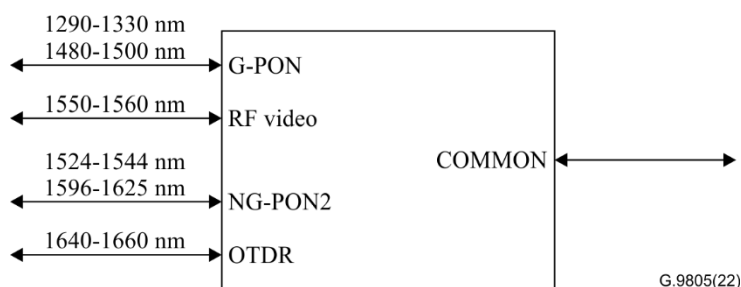 1290-1330 nm
1480-1500 nm
G-PON
1550-1560 nm
RF video
1524-1544 nm
COMMON
1596-1625 nm
NG-PON2
1640-1660 nm
OTDR
G.9805(22)